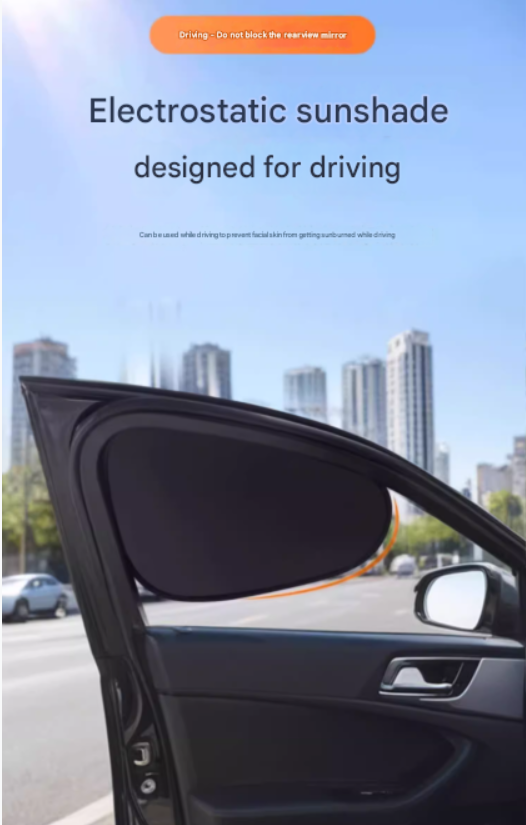 Driving - Do not block the rearview mirror
Electrostatic sunshade
designed for driving
Can be used while driving to prevent facial skin from getting sunburned while driving.